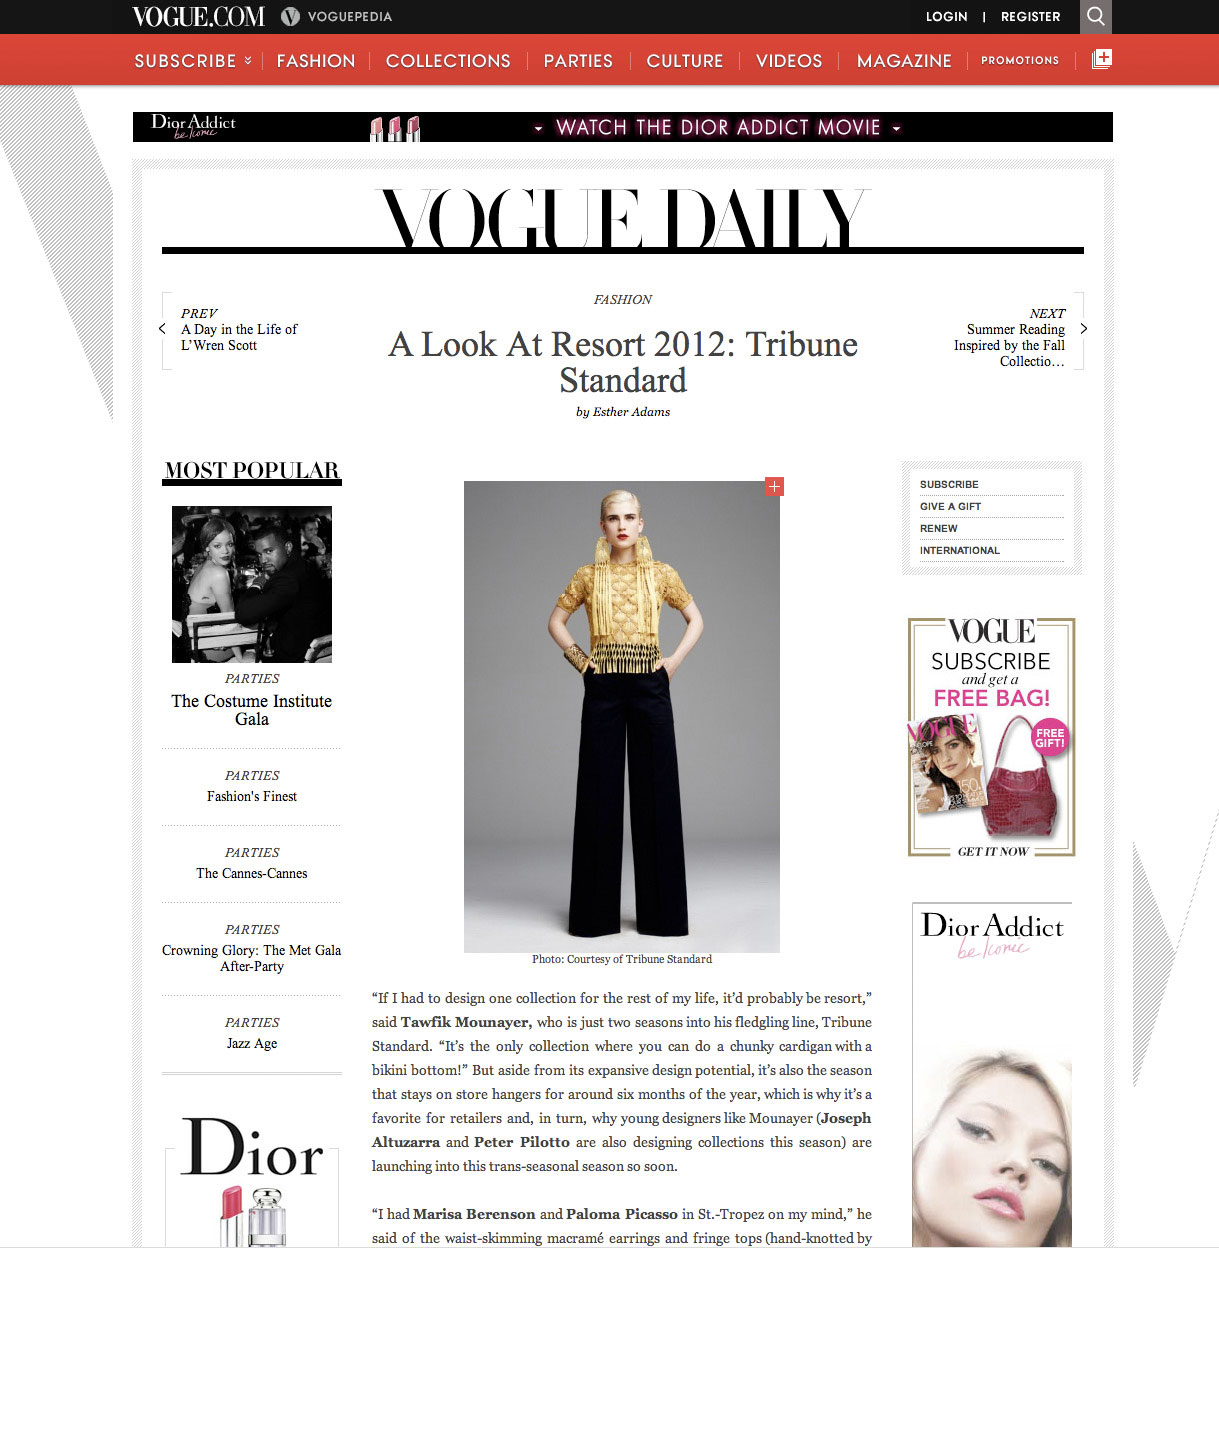 VOGUE.COM
V VOGUEPEDIA
LOGIN | REGISTER
SUBSCRIBE
FASHION
COLLECTIONS
PARTIES
CULTURE
VIDEOS
MAGAZINE
PROMOTIONS
Dior Addict
be Iconic
WATCH THE DIOR ADDICT MOVIE
VOGUE DAILY
PREV
A Day in the Life of
L’Wren Scott
FASHION
A Look At Resort 2012: Tribune
Standard
by Esther Adams
NEXT
Summer Reading
Inspired by the Fall
Collectio…
MOST POPULAR
PARTIES
The Costume Institute
Gala
PARTIES
Fashion's Finest
PARTIES
The Cannes-Cannes
PARTIES
Crowning Glory: The Met Gala
After-Party
PARTIES
Jazz Age
Dior
Photo: Courtesy of Tribune Standard
“If I had to design one collection for the rest of my life, it’d probably be resort,”
said Tawfik Mounayer, who is just two seasons into his fledgling line, Tribune
Standard. “It’s the only collection where you can do a chunky cardigan with a
bikini bottom!” But aside from its expansive design potential, it’s also the season
that stays on store hangers for around six months of the year, which is why it’s a
favorite for retailers and, in turn, why young designers like Mounayer (Joseph
Altuzarra and Peter Pilotto are also designing collections this season) are
launching into this trans-seasonal season so soon.
“I had Marisa Berenson and Paloma Picasso in St.-Tropez on my mind,” he
said of the waist-skimming macramé earrings and fringe tops (hand-knotted by
SUBSCRIBE
GIVE A GIFT
RENEW
INTERNATIONAL
VOGUE
SUBSCRIBE
and get a
FREE BAG!
VOGUE
FREE
GIFT!
GET IT NOW
Dior Addict
be Iconic